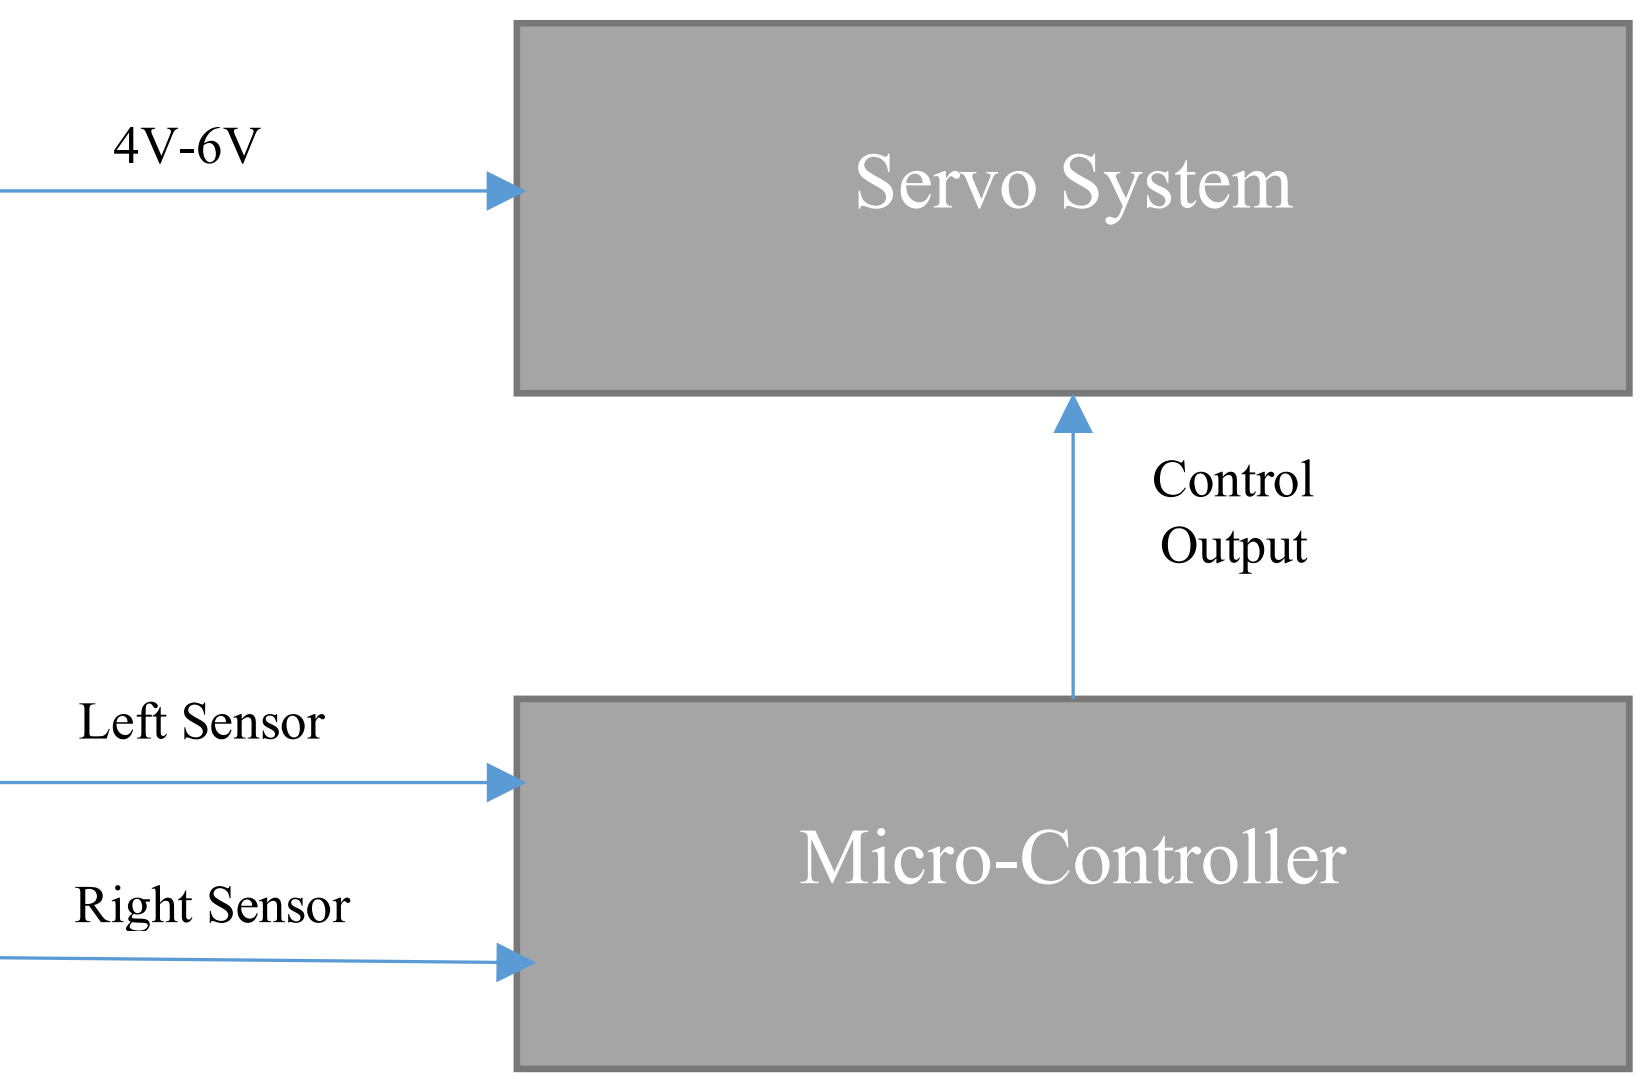 4V-6V
Servo System
Control
Output
Left Sensor
Micro-Controller
Right Sensor